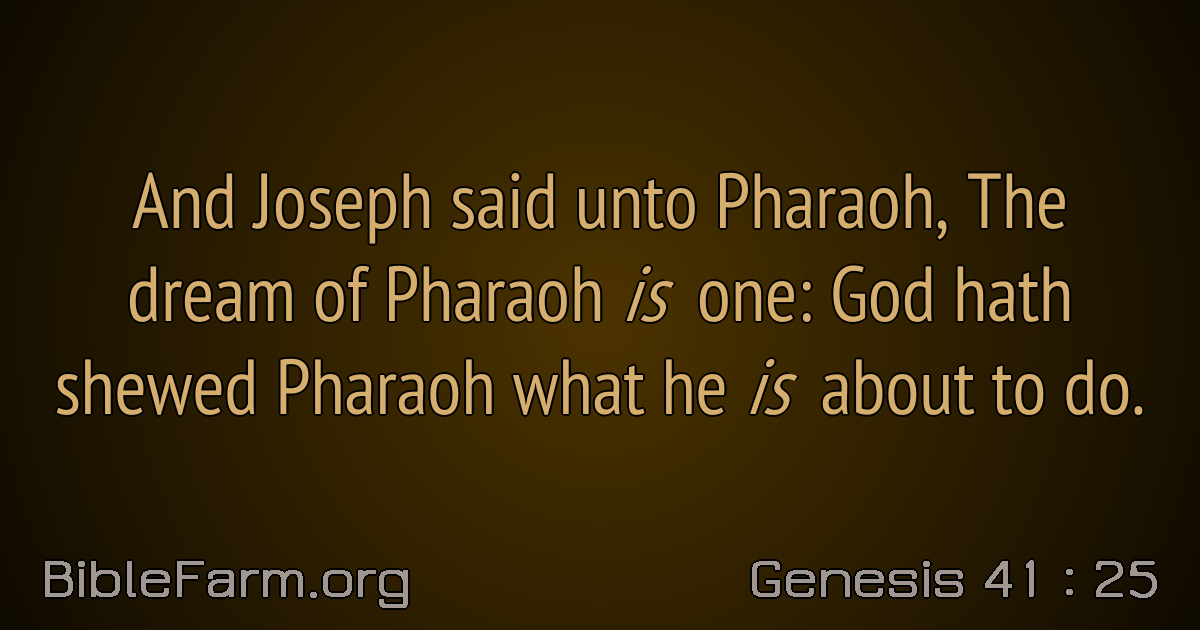 And Joseph said unto Pharaoh, The
dream of Pharaoh is one: God hath
shewed Pharaoh what he is about to do.
BibleFarm.org
Genesis 41 : 25